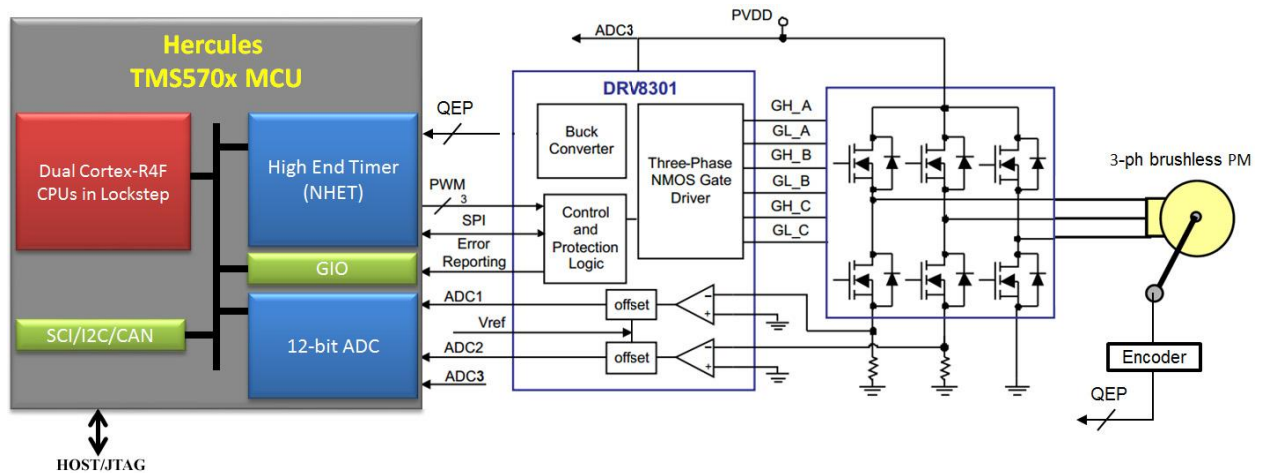 Hercules
TMS570x MCU
Dual Cortex-R4F
CPUs in Lockstep
High End Timer
(NHET)
GIO
SCI/I2C/CAN
12-bit ADC
HOST/JTAG
QEP
PWM
3
SPI
Error
Reporting
ADC1
Vref
ADC2
ADC3
ADC3
PVDD
DRV8301
Buck
Converter
Control
and
Protection
Logic
Three-Phase
NMOS Gate
Driver
offset
offset
GH_A
GL_A
GH_B
GL_B
GH_C
GL_C
3-ph brushless PM
Encoder
QEP